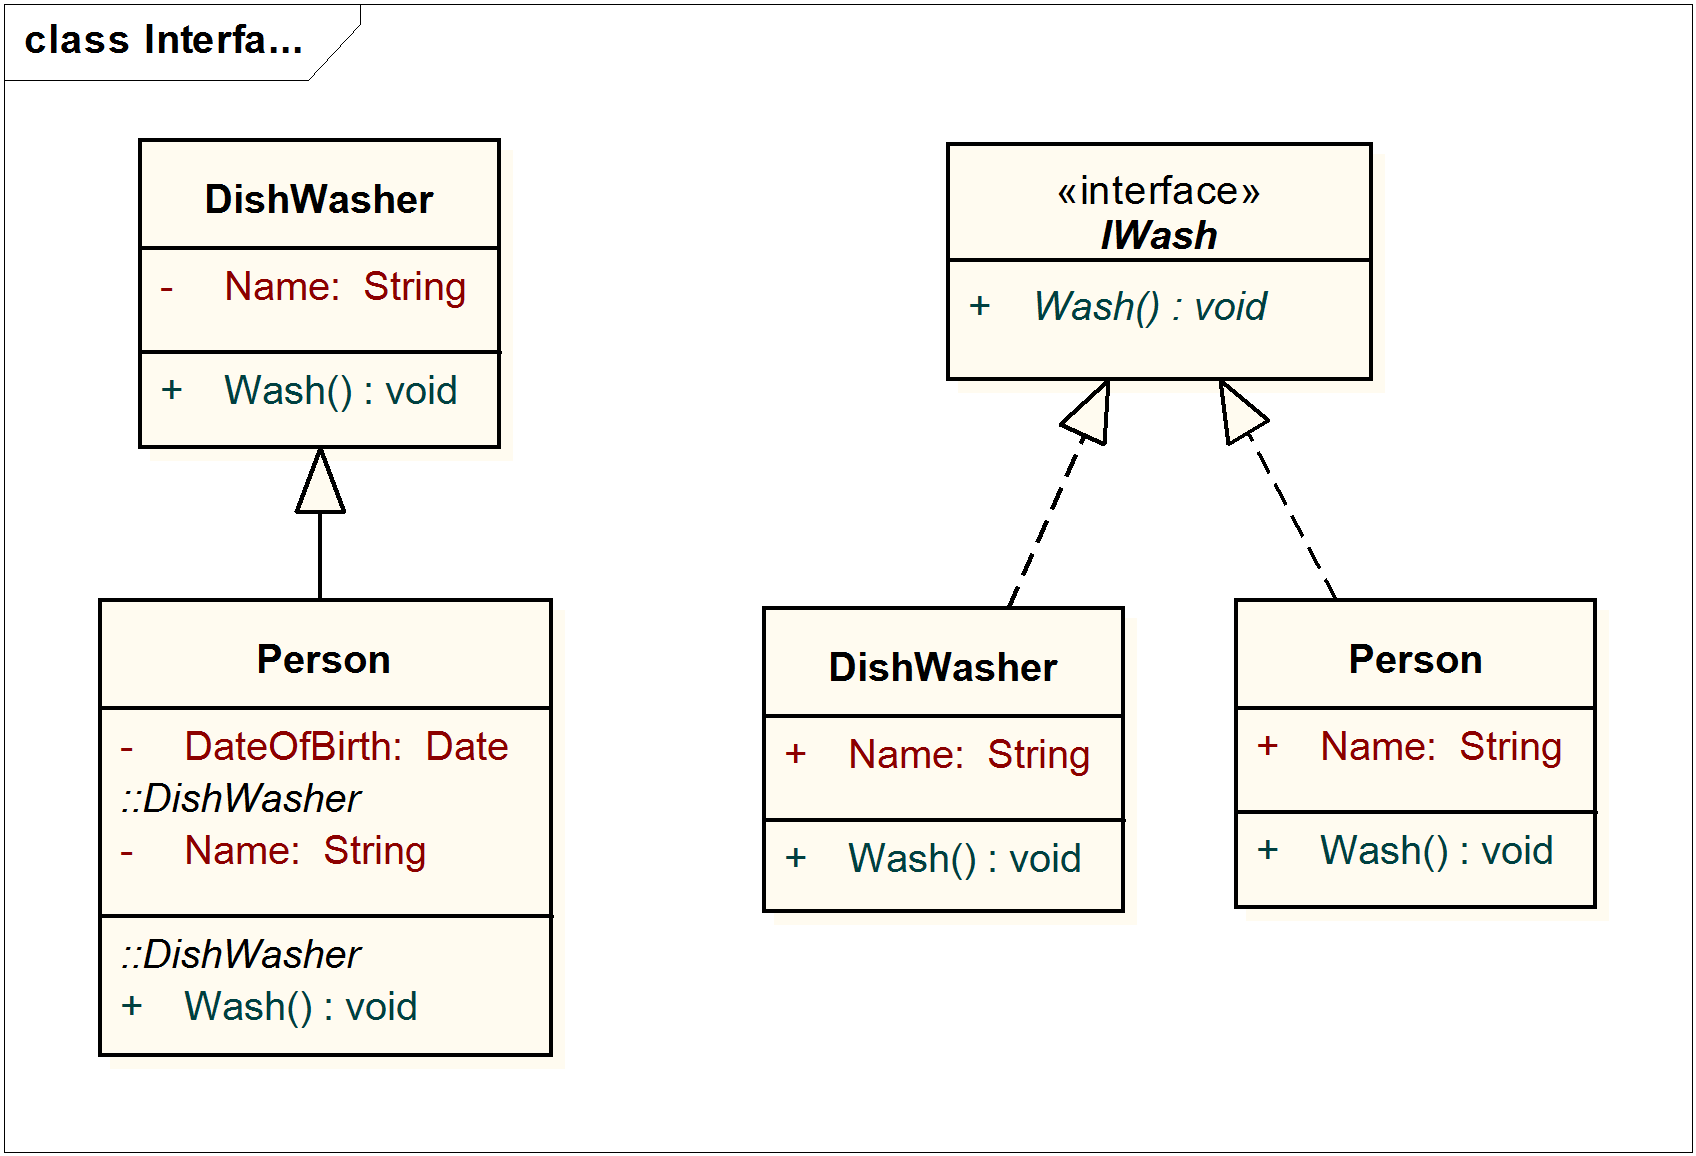 class Interfa...
DishWasher
- Name: String
+ Wash() : void
Person
- DateOfBirth: Date
::DishWasher
- Name: String
::DishWasher
+ Wash() : void
«interface»
IWash
+ Wash() : void
DishWasher
+ Name: String
+ Wash() : void
Person
+ Name: String
+ Wash() : void